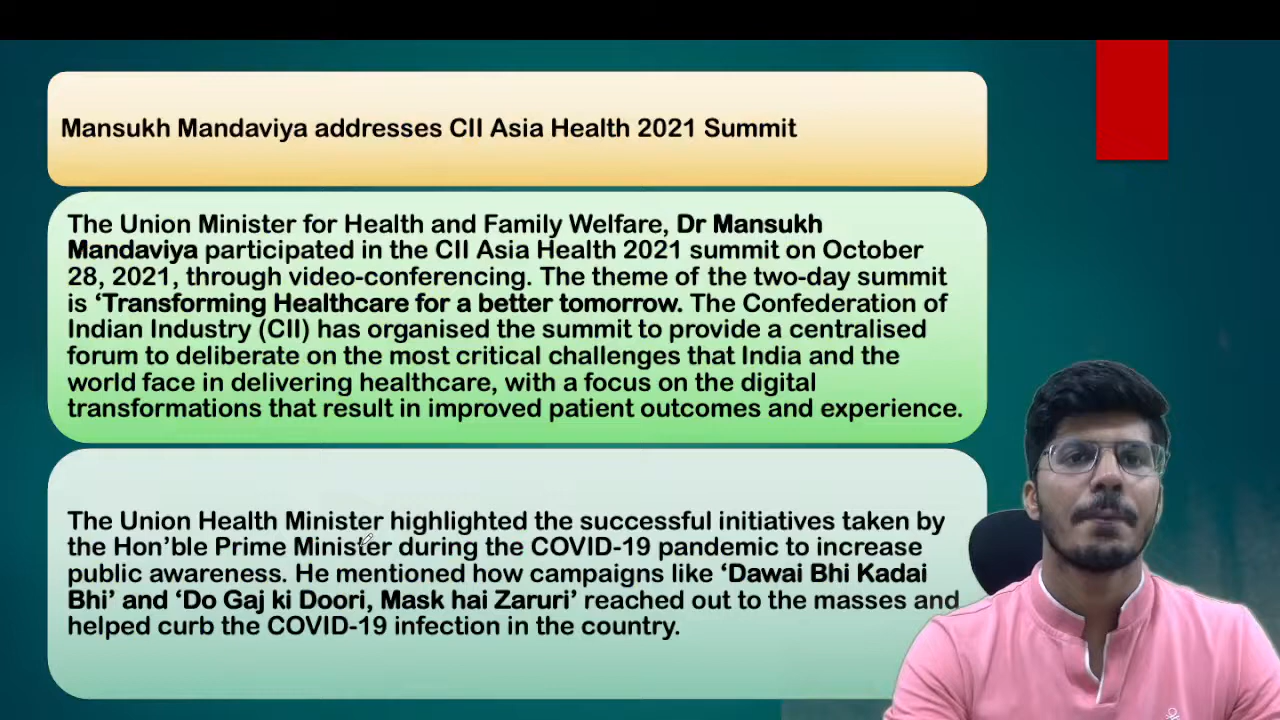 Mansukh Mandaviya addresses CII Asia Health 2021 Summit
The Union Minister for Health and Family Welfare, Dr Mansukh
Mandaviya participated in the CII Asia Health 2021 summit on October
28, 2021, through video-conferencing. The theme of the two-day summit
is ‘Transforming Healthcare for a better tomorrow. The Confederation of
Indian Industry (CII) has organised the summit to provide a centralised
forum to deliberate on the most critical challenges that India and the
world face in delivering healthcare, with a focus on the digital
transformations that result in improved patient outcomes and experience.
The Union Health Minister highlighted the successful initiatives taken by
the Hon’ble Prime Minister during the COVID-19 pandemic to increase
public awareness. He mentioned how campaigns like ‘Dawai Bhi Kadai
Bhi’ and ‘Do Gaj ki Doori, Mask hai Zaruri’ reached out to the masses and
helped curb the COVID-19 infection in the country.